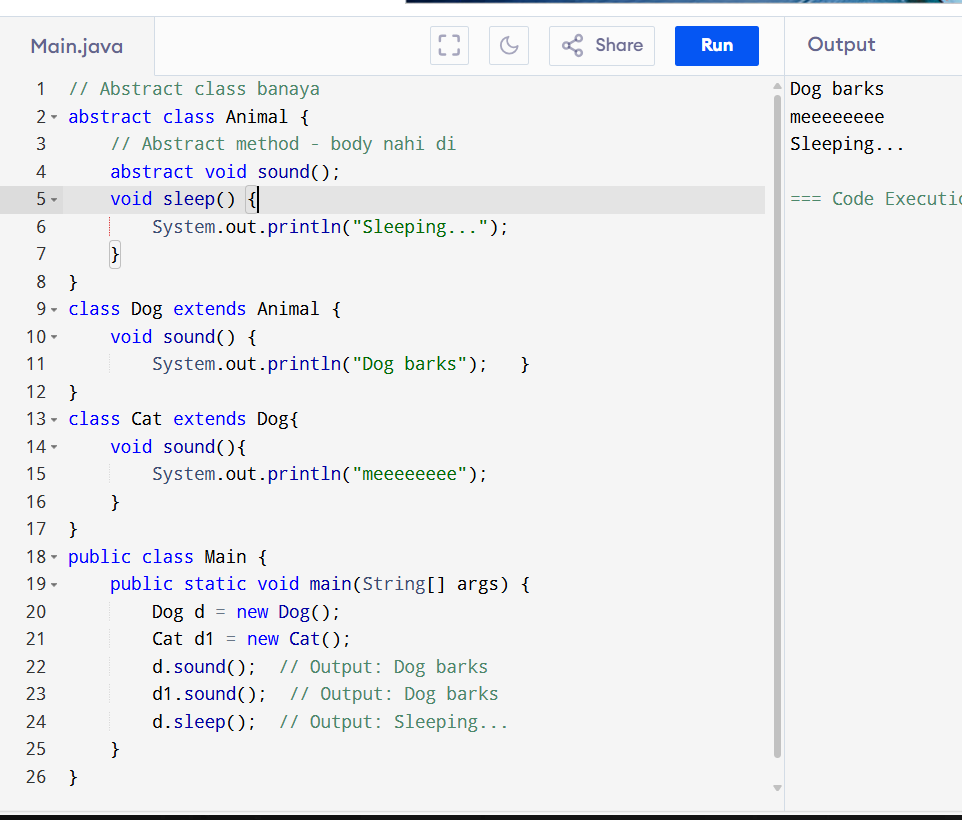 Main.java
Share
Run
Output
1 // Abstract class banaya
2 abstract class Animal {
3 // Abstract method - body nahi di
4 abstract void sound();
5 void sleep() {
6 System.out.println("Sleeping...");
7 }
8 }
9 class Dog extends Animal {
10 void sound() {
11 System.out.println("Dog barks");   }
12 }
13 class Cat extends Dog{
14 void sound(){
15 System.out.println("meeeeeeee");
16 }
17 }
18 public class Main {
19 public static void main(String[] args) {
20 Dog d = new Dog();
21 Cat d1 = new Cat();
22 d.sound();  // Output: Dog barks
23 d1.sound();  // Output: Dog barks
24 d.sleep();  // Output: Sleeping...
25 }
26 }
Dog barks
meeeeeeee
Sleeping...
=== Code Executio